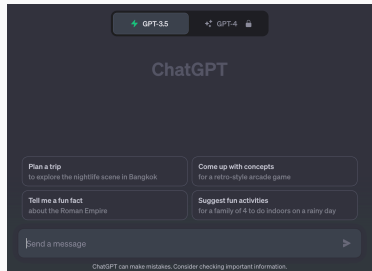 GPT-3.5
GPT-4
ChatGPT
Plan a trip
to explore the nightlife scene in Bangkok
Come up with concepts
for a retro-style arcade game
Tell me a fun fact
about the Roman Empire
Suggest fun activities
for a family of 4 to do indoors on a rainy day
Send a message
ChatGPT can make mistakes. Consider checking important information.